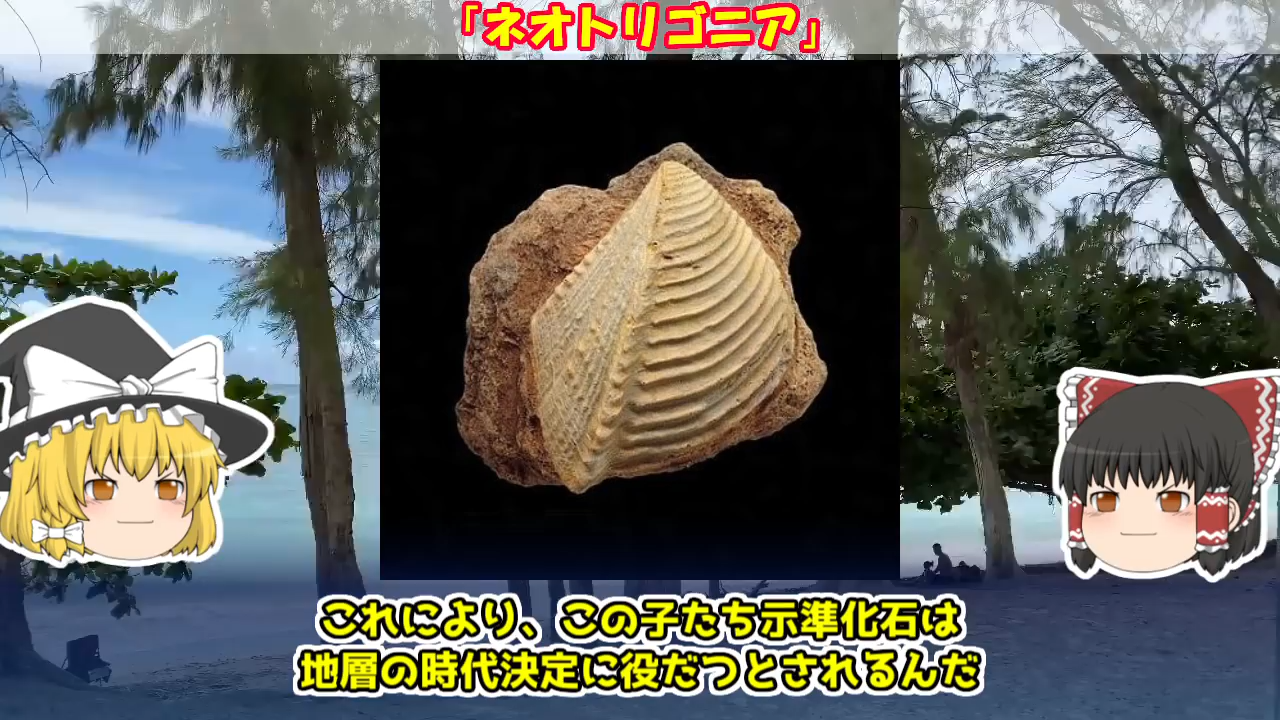 「ネオトリゴニア」
これにより、この子たち示準化石は
地層の時代決定に役だつとされるんだ